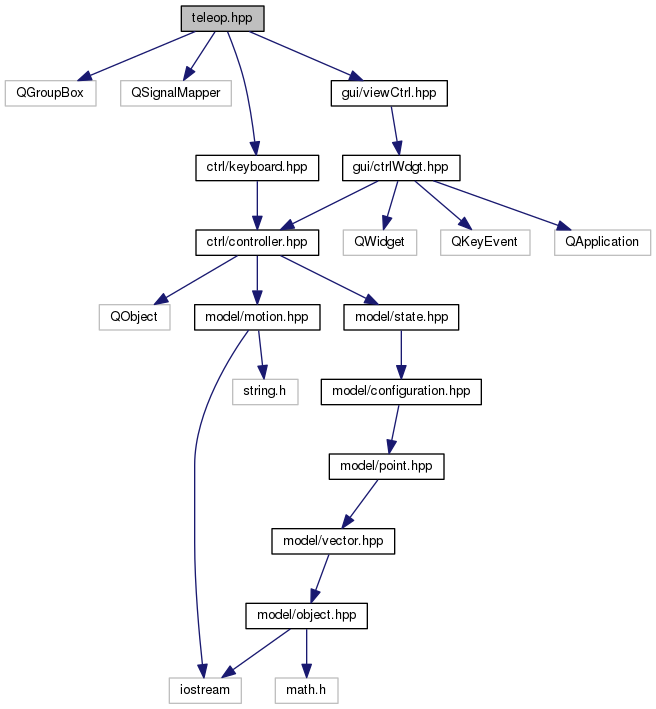 teleop.hpp
QGroupBox
QSignalMapper
gui/viewCtrl.hpp
ctrl/keyboard.hpp
gui/ctrlWdgt.hpp
ctrl/controller.hpp
QWidget
QKeyEvent
QApplication
QObject
model/motion.hpp
model/state.hpp
string.h
model/configuration.hpp
model/point.hpp
model/vector.hpp
model/object.hpp
iostream
math.h